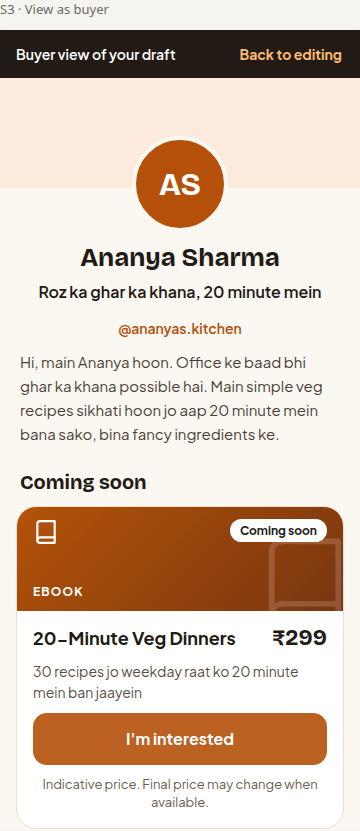 S3 · View as buyer
Buyer view of your draft
Back to editing
AS
Ananya Sharma
Roz ka ghar ka khana, 20 minute mein
@ananyas.kitchen
Hi, main Ananya hoon. Office ke baad bhi
ghar ka khana possible hai. Main simple veg
recipes sikhati hoon jo aap 20 minute mein
bana sako, bina fancy ingredients ke.
Coming soon
Coming soon
EBOOK
20-Minute Veg Dinners
₹299
30 recipes jo weekday raat ko 20 minute
mein ban jaayein
I'm interested
Indicative price. Final price may change when
available.